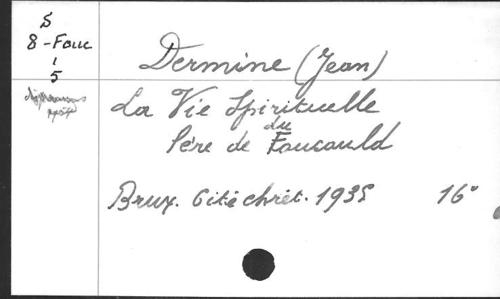 S
8-Fouc
1
5
Dermine (Jean)
La Vie Spirituelle
du
Père de Foucauld
Brux. Cité chrét. 1935 16°